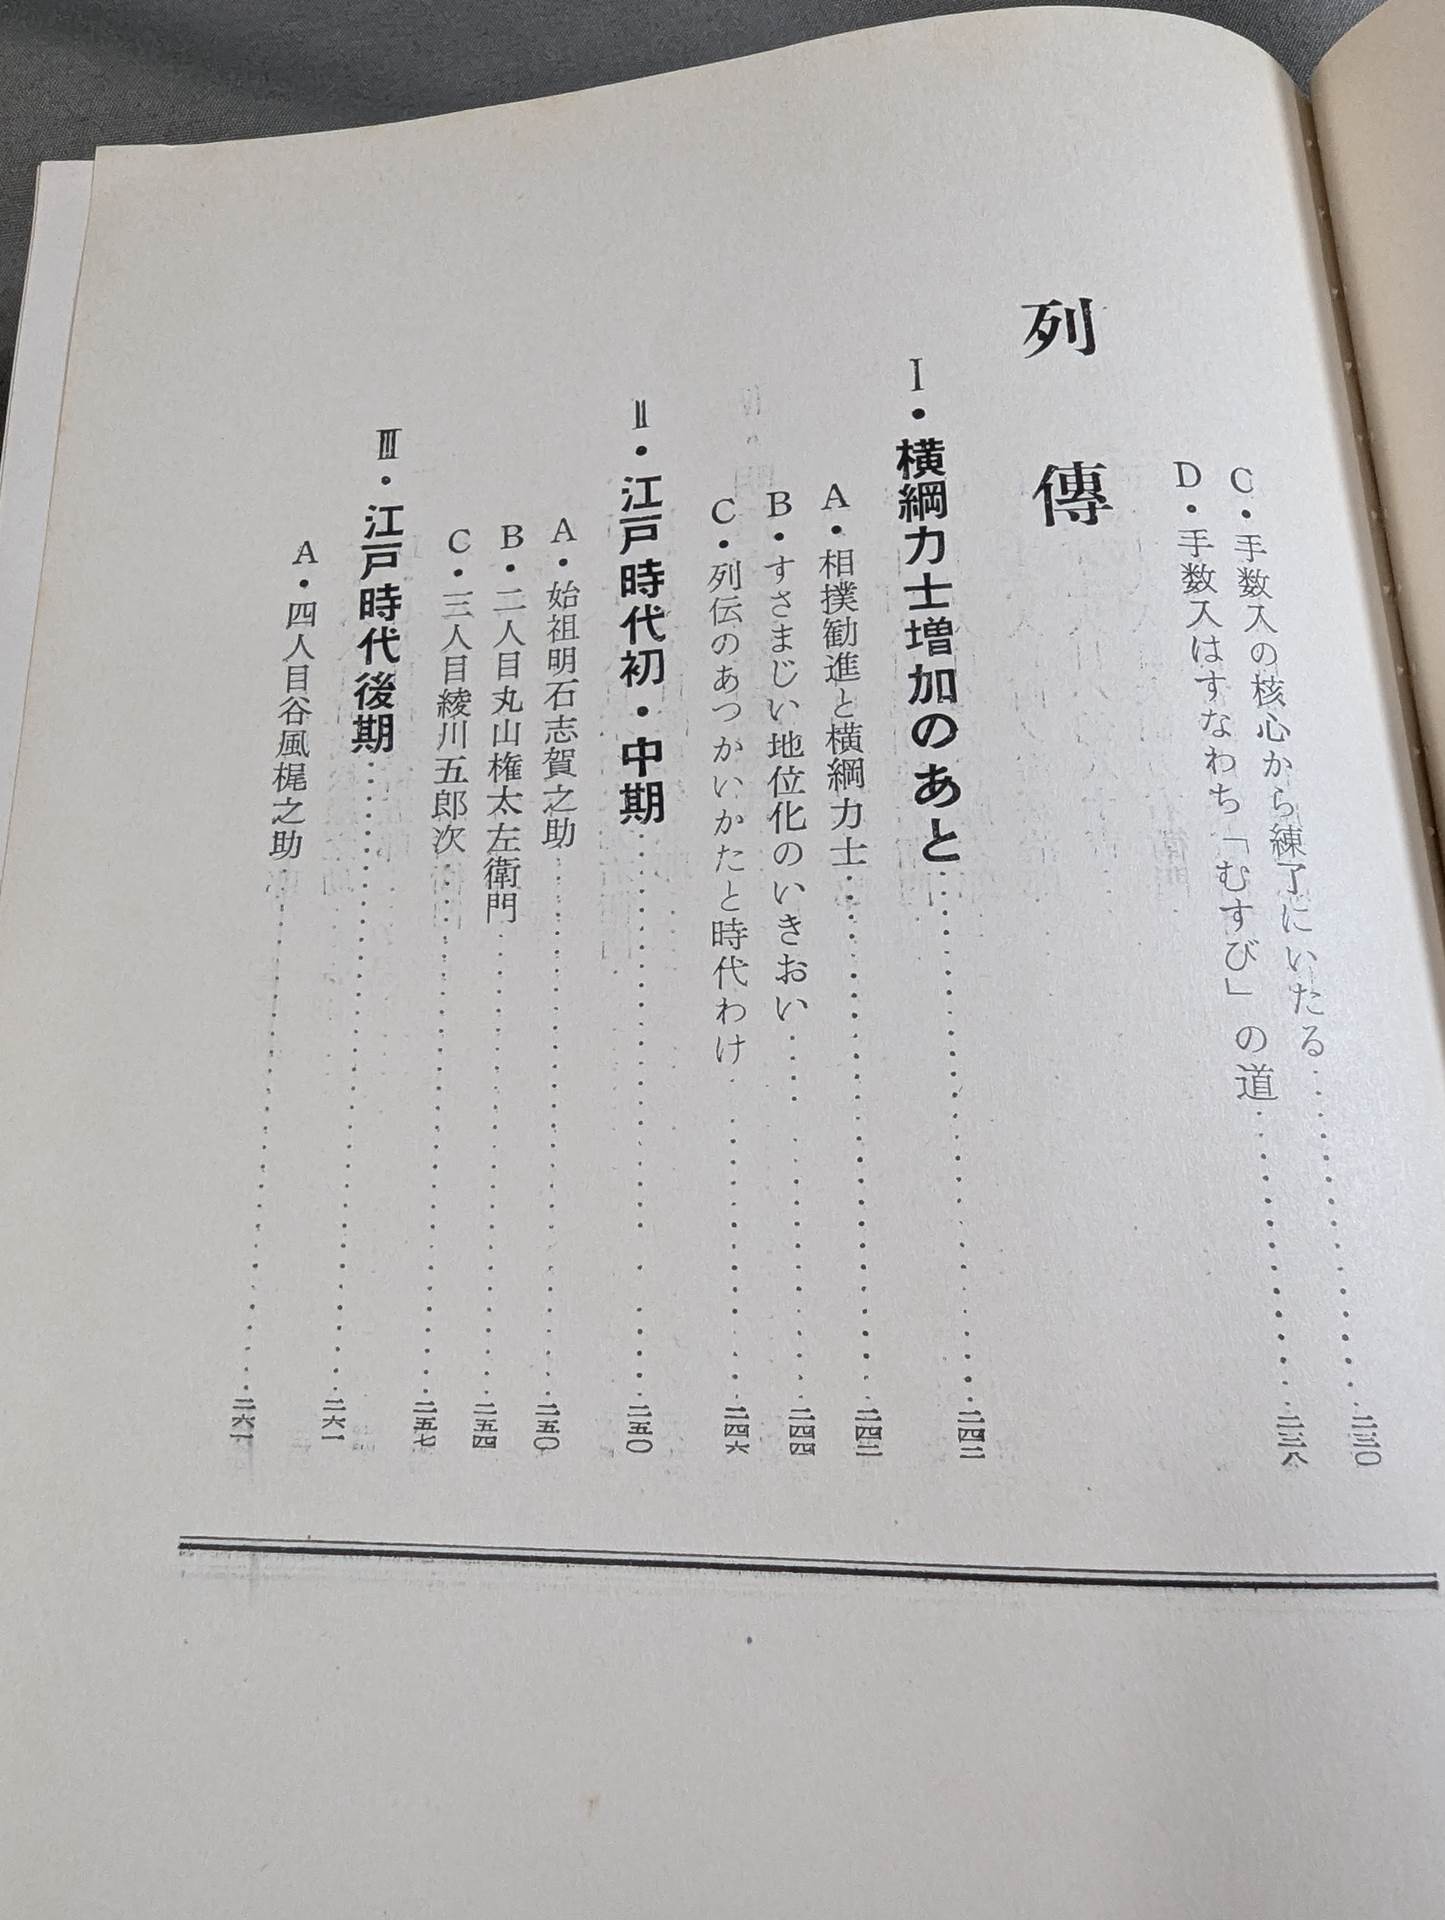 C・手数入の核心から練了にいたる……二三〇
D・手数入はすなわち「むすび」の道……二三八
列傳
Ⅰ・横綱力士増加のあと……二四二
A・相撲勧進と横綱力士……二四二
B・すさまじい地位化のいきおい……二四四
C・列伝のあつかいかたと時代わけ……二四六
Ⅱ・江戸時代初・中期……二五〇
A・始祖明石志賀之助……二五〇
B・二人目丸山権太左衛門……二五四
C・三人目綾川五郎次……二五七
Ⅲ・江戸時代後期……二六一
A・四人目谷風梶之助……二六一